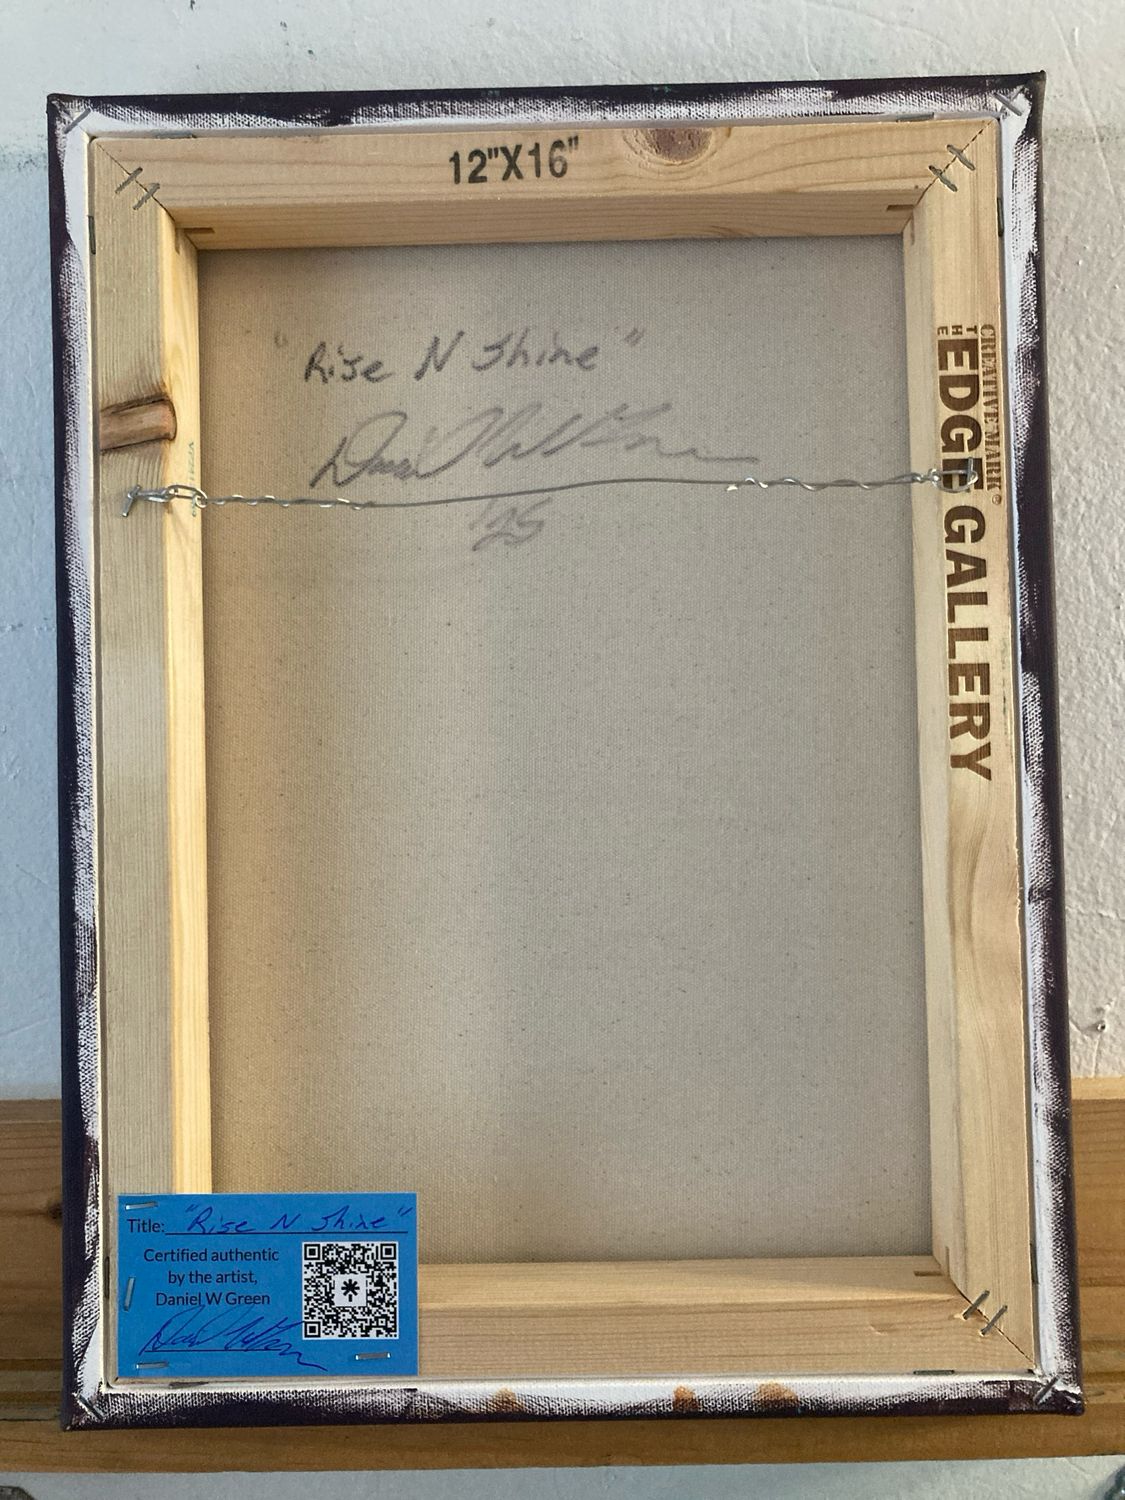 12"X16"
"Rise N Shine"
'25
CREATIVE MARK®
THE
EDGE GALLERY
Title: "Rise N Shine"
Certified authentic
by the artist,
Daniel W Green